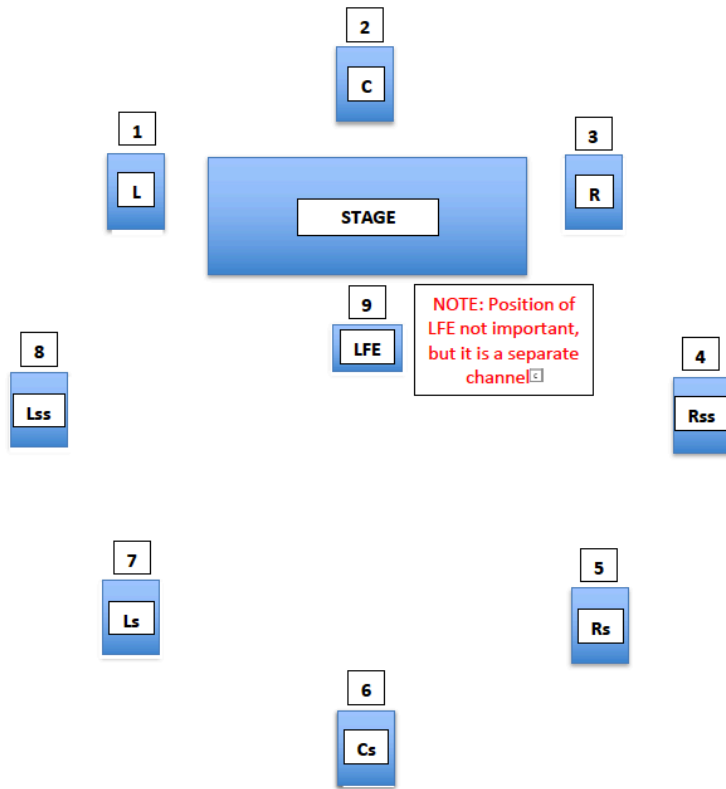 2
C
1
3
L
R
STAGE
9
NOTE: Position of
LFE not important,
but it is a separate
channel[c]
LFE
8
4
Lss
Rss
7
5
Ls
Rs
6
Cs